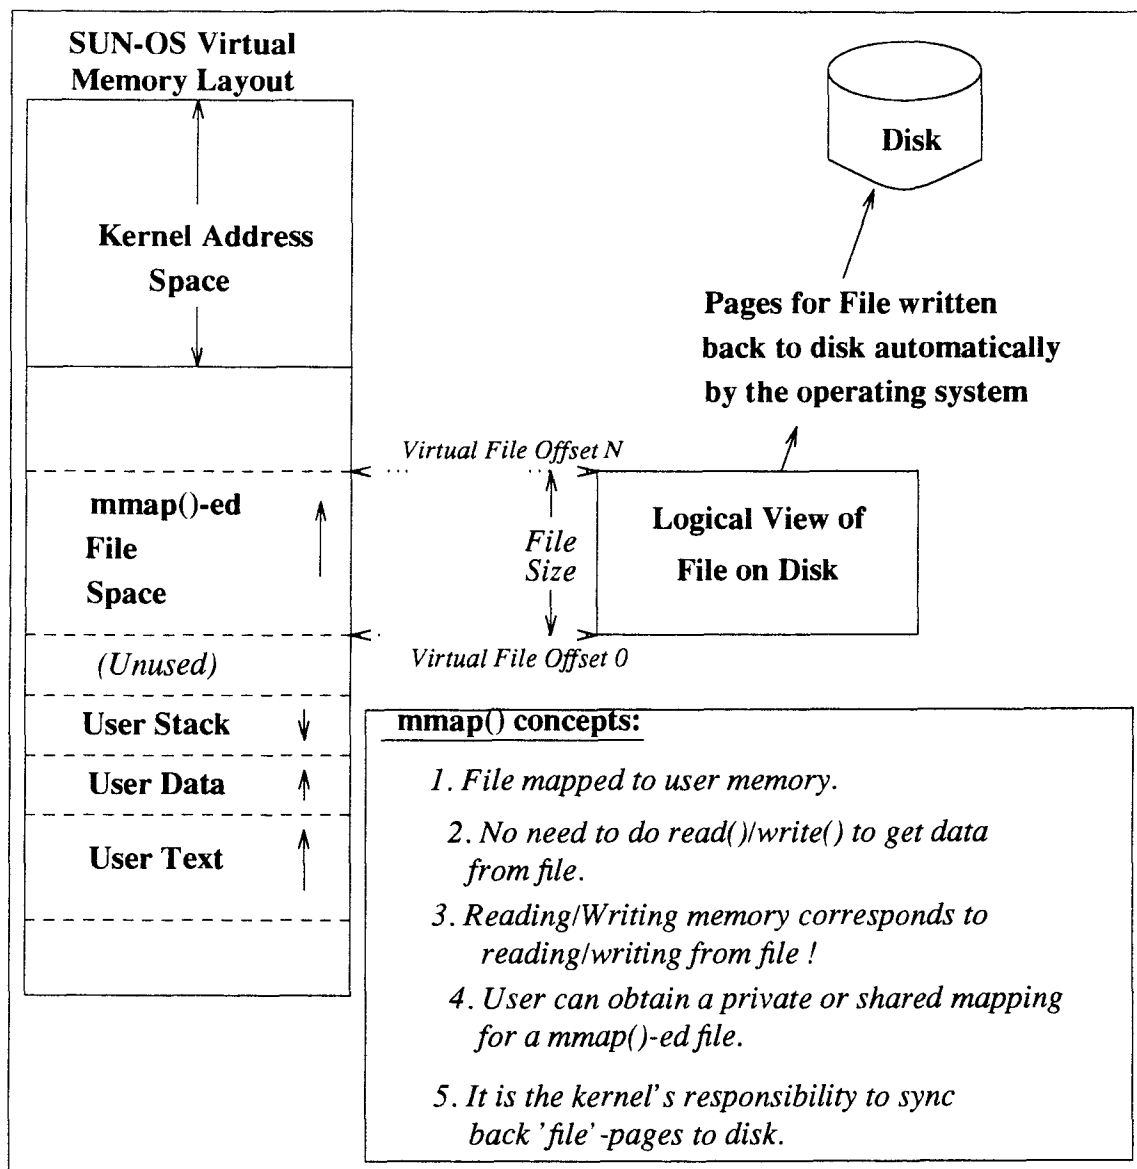 SUN-OS Virtual
Memory Layout
Disk
Kernel Address
Space
Pages for File written
back to disk automatically
by the operating system
Virtual File Offset N
mmap()-ed
File
Space
File
Size
Logical View of
File on Disk
Virtual File Offset 0
(Unused)
User Stack
User Data
User Text
mmap() concepts:
1. File mapped to user memory.
2. No need to do read()/write() to get data
from file.
3. Reading/Writing memory corresponds to
reading/writing from file !
4. User can obtain a private or shared mapping
for a mmap()-ed file.
5. It is the kernel's responsibility to sync
back 'file'-pages to disk.